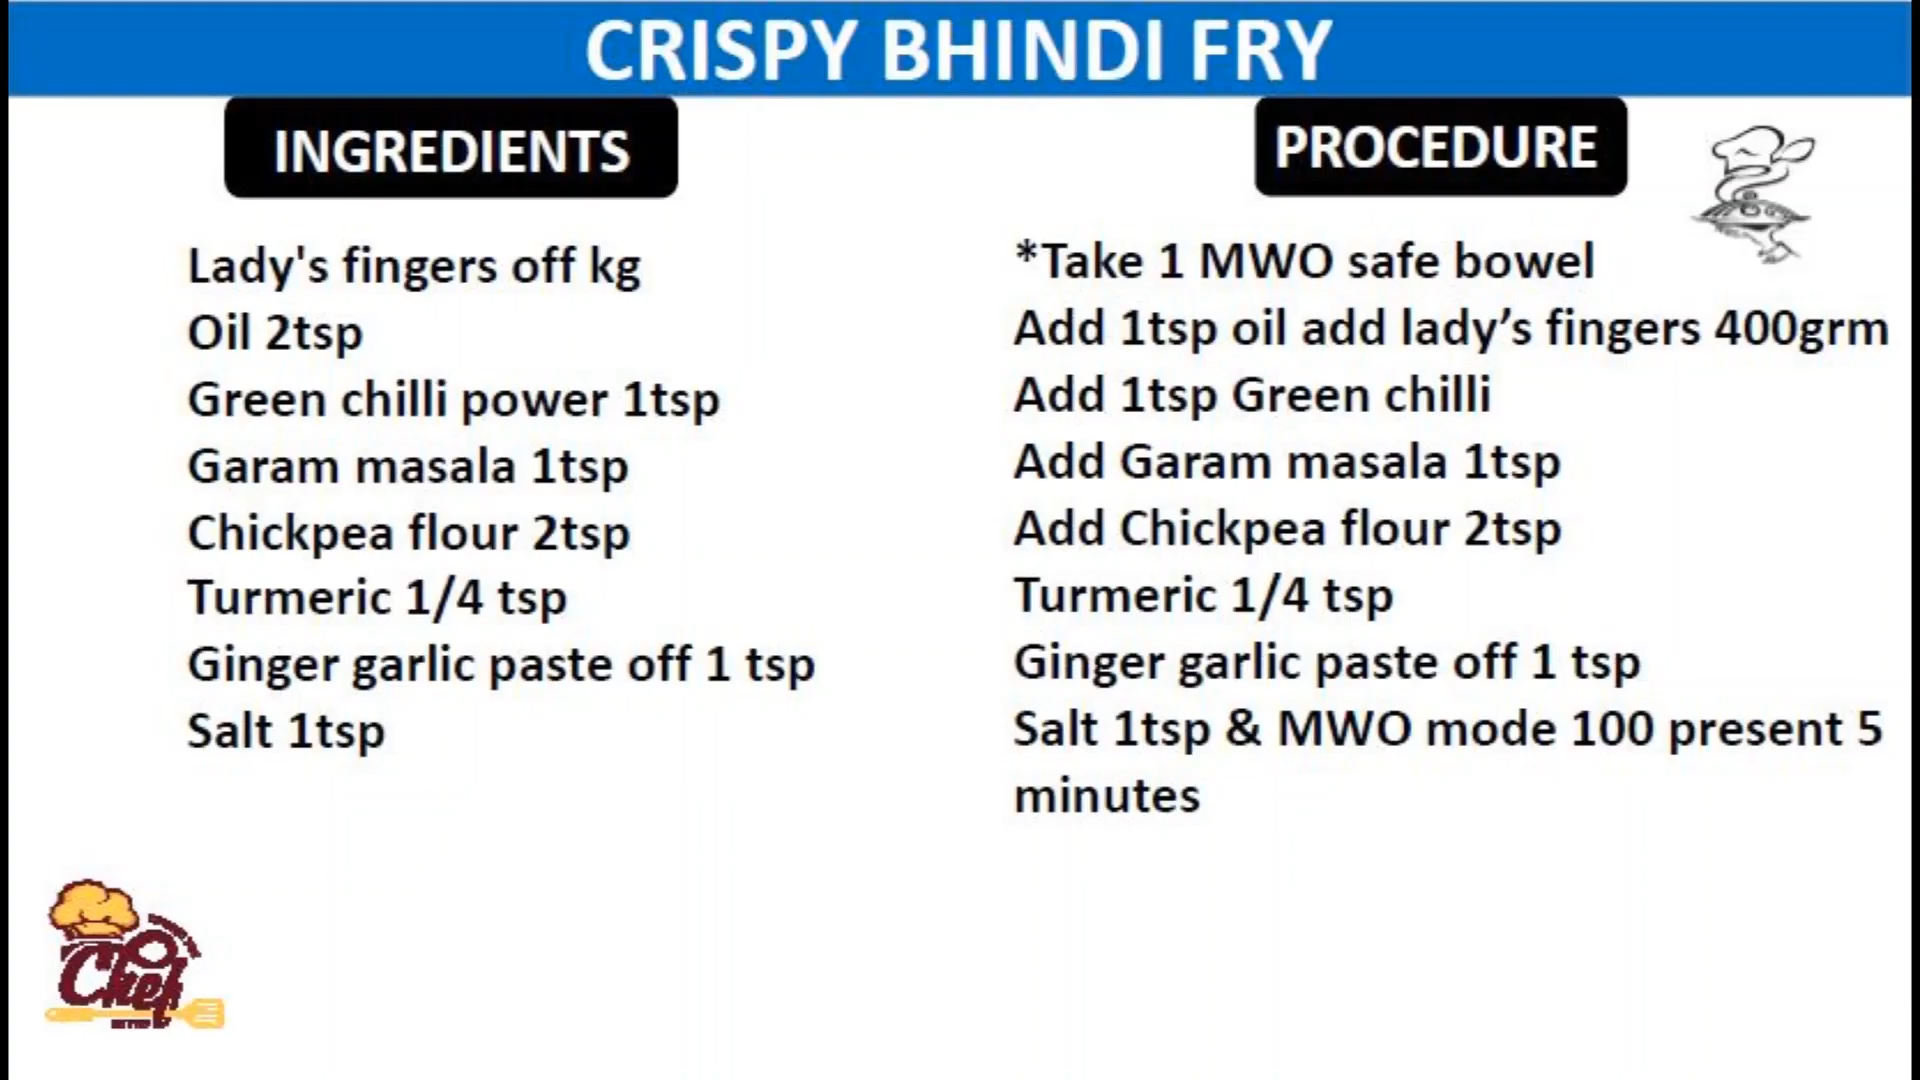 CRISPY BHINDI FRY
INGREDIENTS
Lady's fingers off kg
Oil 2tsp
Green chilli power 1tsp
Garam masala 1tsp
Chickpea flour 2tsp
Turmeric 1/4 tsp
Ginger garlic paste off 1 tsp
Salt 1tsp
PROCEDURE
*Take 1 MWO safe bowel
Add 1tsp oil add lady’s fingers 400grm
Add 1tsp Green chilli
Add Garam masala 1tsp
Add Chickpea flour 2tsp
Turmeric 1/4 tsp
Ginger garlic paste off 1 tsp
Salt 1tsp & MWO mode 100 present 5
minutes
Chef